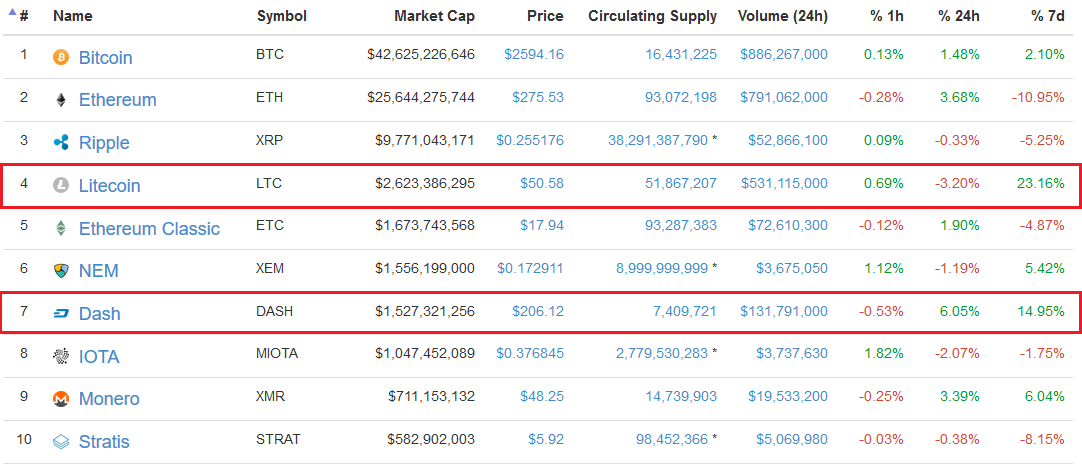 # Name Symbol Market Cap Price Circulating Supply Volume (24h) % 1h % 24h % 7d
1 Bitcoin BTC $42,625,226,646 $2594.16 16,431,225 $886,267,000 0.13% 1.48% 2.10%
2 Ethereum ETH $25,644,275,744 $275.53 93,072,198 $791,062,000 -0.28% 3.68% -10.95%
3 Ripple XRP $9,771,043,171 $0.255176 38,291,387,790 * $52,866,100 0.09% -0.33% -5.25%
4 Litecoin LTC $2,623,386,295 $50.58 51,867,207 $531,115,000 0.69% -3.20% 23.16%
5 Ethereum Classic ETC $1,673,743,568 $17.94 93,287,383 $72,610,300 -0.12% 1.90% -4.87%
6 NEM XEM $1,556,199,000 $0.172911 8,999,999,999 * $3,675,050 1.12% -1.19% 5.42%
7 Dash DASH $1,527,321,256 $206.12 7,409,721 $131,791,000 -0.53% 6.05% 14.95%
8 IOTA MIOTA $1,047,452,089 $0.376845 2,779,530,283 * $3,737,630 1.82% -2.07% -1.75%
9 Monero XMR $711,153,132 $48.25 14,739,903 $19,533,200 -0.25% 3.39% 6.04%
10 Stratis STRAT $582,902,003 $5.92 98,452,366 * $5,069,980 -0.03% -0.38% -8.15%